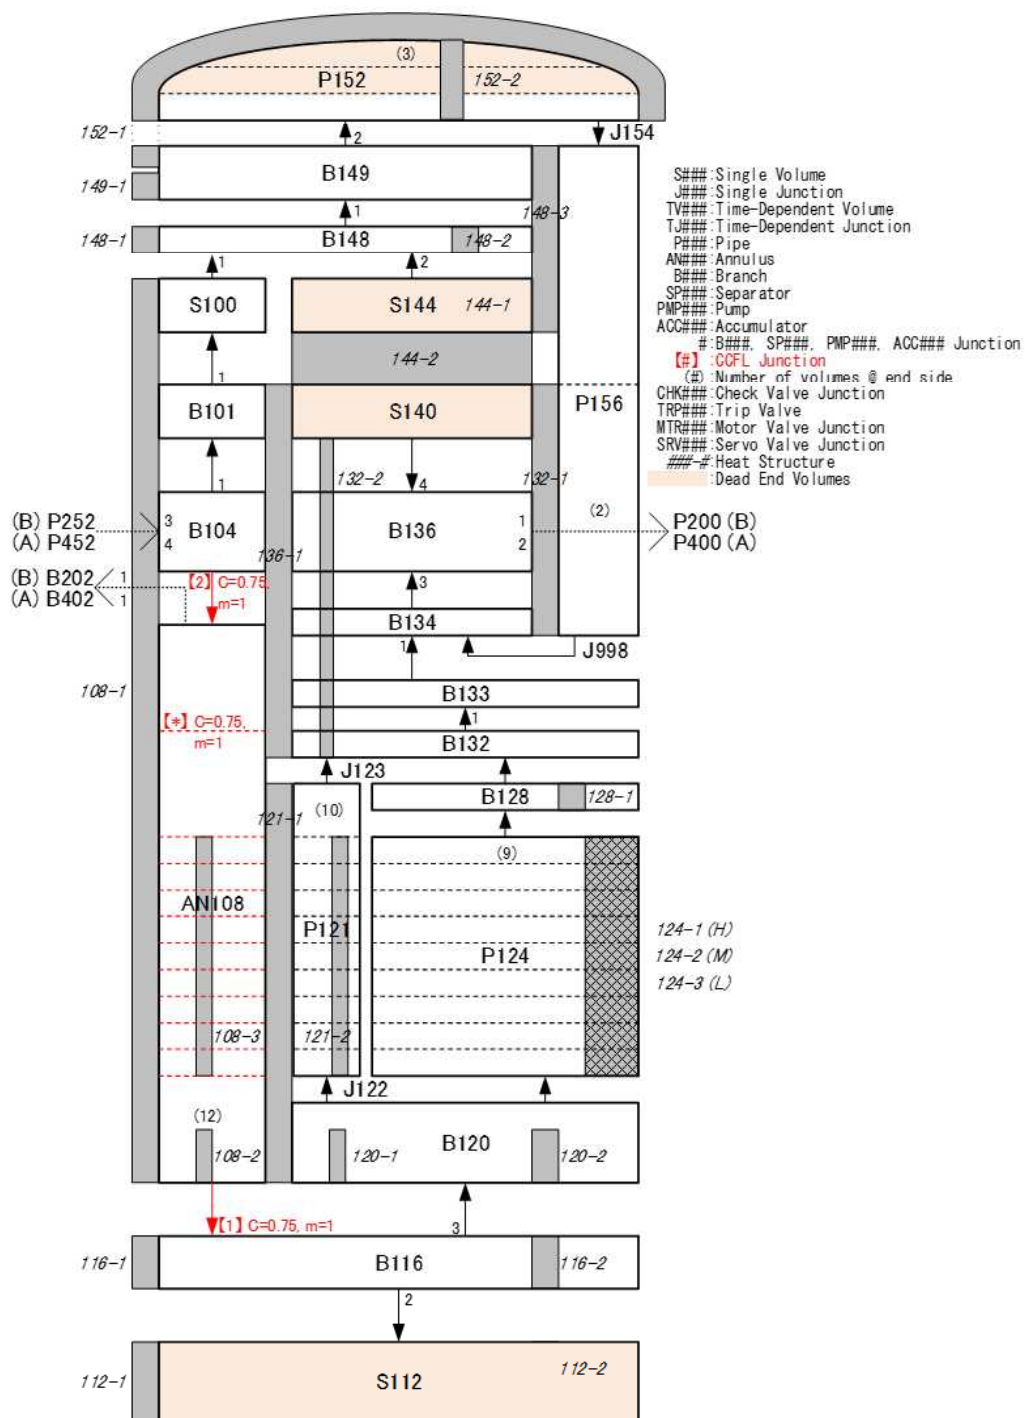 (3)
P152
152-2
152-1
2
J154
B149
149-1
1
148-3
148-1
B148
148-2
1
2
S100
S144
144-1
144-2
1
B101
S140
P156
132-2
132-1
1
4
(B) P252
(A) P452
3
4
B104
136-1
B136
1
2
(2)
P200 (B)
P400 (A)
(B) B202
(A) B402
1
1
【2】 C=0.75,
m=1
3
B134
1
J998
108-1
B133
【*】 C=0.75,
m=1
1
B132
J123
B128
128-1
121-1
(10)
(9)
AN108
P121
P124
124-1 (H)
124-2 (M)
124-3 (L)
108-3
121-2
J122
(12)
108-2
120-1
B120
120-2
【1】 C=0.75, m=1
3
116-1
B116
116-2
2
112-1
S112
112-2
S###:Single Volume
J###:Single Junction
TV###:Time-Dependent Volume
TJ###:Time-Dependent Junction
P###:Pipe
AN###:Annulus
B###:Branch
SP###:Separator
PMP###:Pump
ACC###:Accumulator
#:B###, SP###, PMP###, ACC### Junction
【#】:CCFL Junction
(#):Number of volumes @ end side
CHK###:Check Valve Junction
TRP###:Trip Valve
MTR###:Motor Valve Junction
SRV###:Servo Valve Junction
###-#:Heat Structure
:Dead End Volumes